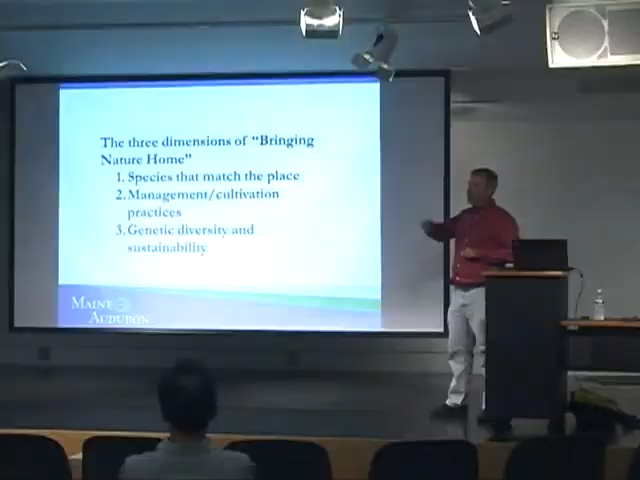 The three dimensions of “Bringing
Nature Home”
1. Species that match the place
2. Management/cultivation
practices
3. Genetic diversity and
sustainability
MAINE
AUDUBON